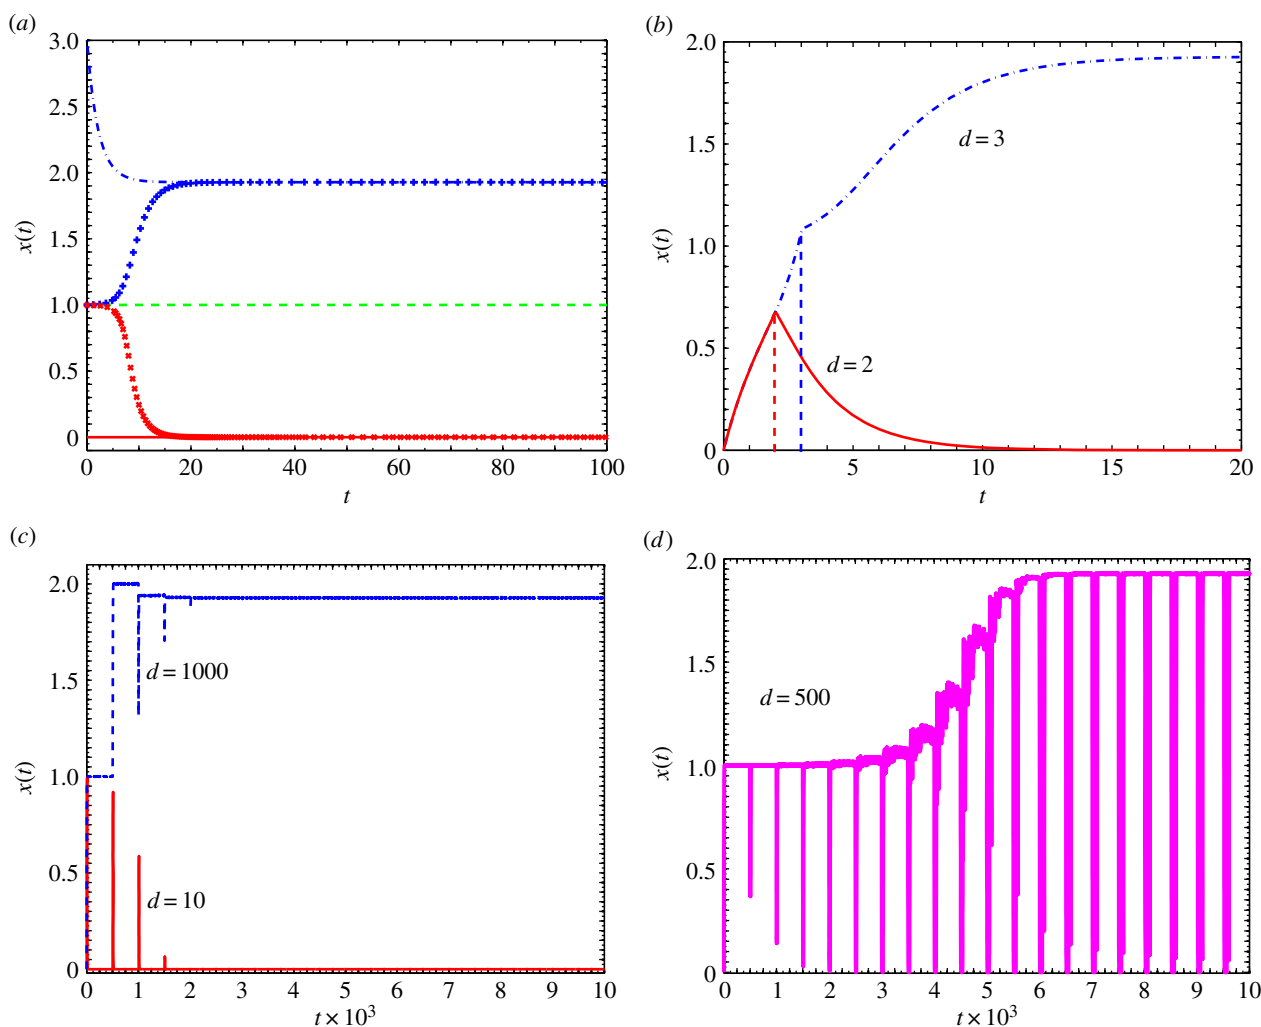 (a)
3.0
2.5
2.0
1.5
1.0
0.5
0
x(t)
0 20 40 60 80 100
t
(b)
2.0
1.5
1.0
0.5
0
x(t)
d = 3
d = 2
0 5 10 15 20
t
(c)
2.0
1.5
1.0
0.5
0
x(t)
d = 1000
d = 10
0 1 2 3 4 5 6 7 8 9 10
t × 10³
(d)
2.0
1.5
1.0
0.5
0
x(t)
d = 500
0 1 2 3 4 5 6 7 8 9 10
t × 10³